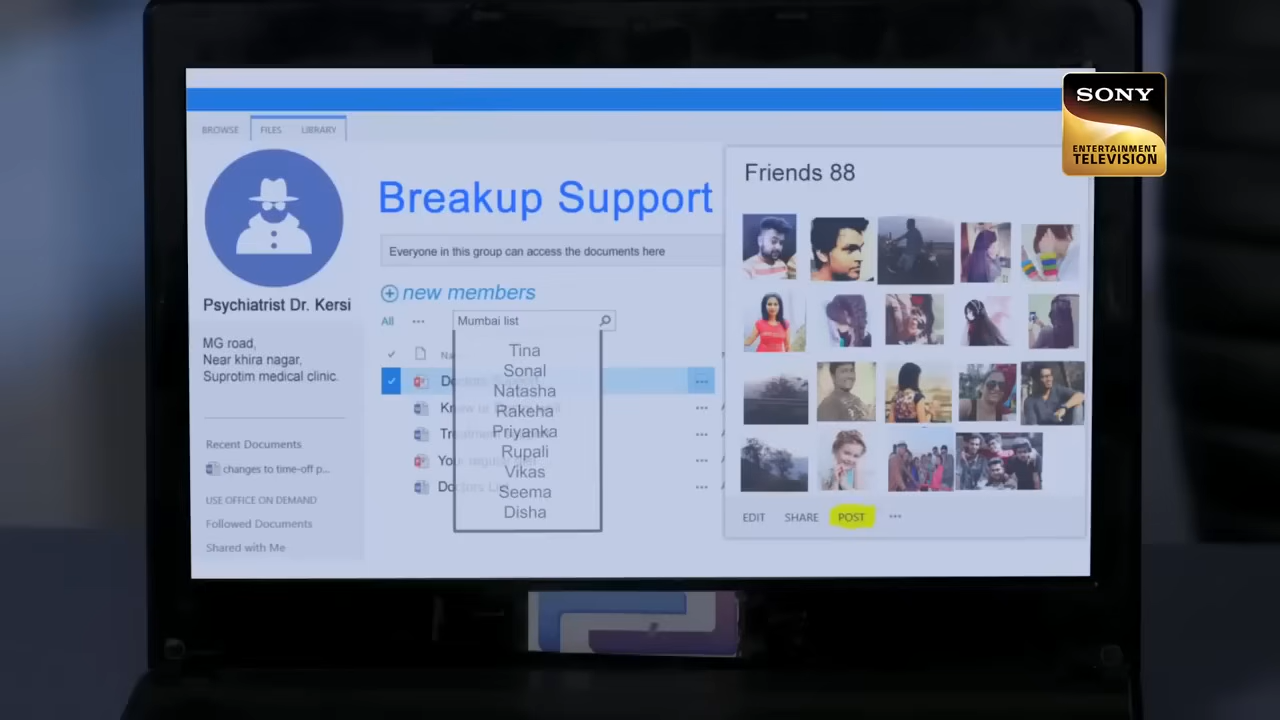 SONY
ENTERTAINMENT
TELEVISION
BROWSE
FILES
LIBRARY
Psychiatrist Dr. Kersi
MG road,
Near khira nagar,
Suprotim medical clinic.
Recent Documents
changes to time-off p...
USE OFFICE ON DEMAND
Followed Documents
Shared with Me
Breakup Support
Everyone in this group can access the documents here
new members
All
Mumbai list
Tina
Sonal
Natasha
Rakeha
Priyanka
Rupali
Vikas
Seema
Disha
Friends 88
EDIT
SHARE
POST